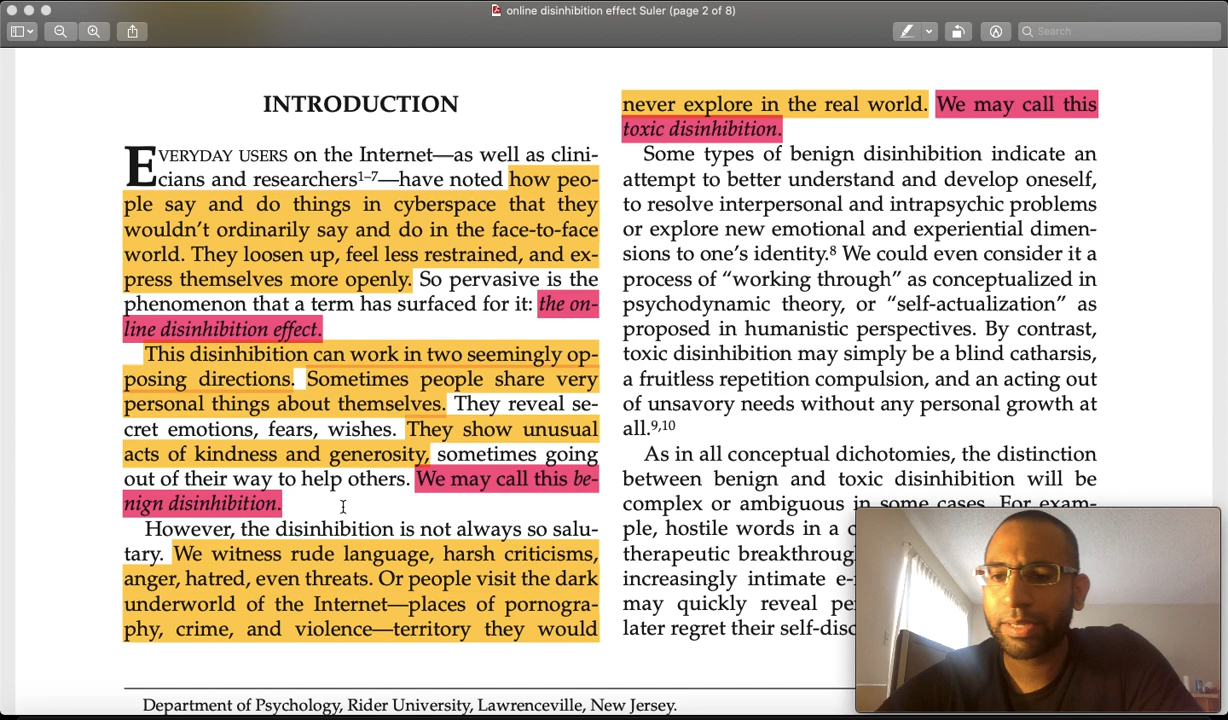 online disinhibition effect Suler (page 2 of 8)
Search
INTRODUCTION
EVERYDAY USERS on the Internet—as well as clini-
cians and researchers1–7—have noted how peo-
ple say and do things in cyberspace that they
wouldn’t ordinarily say and do in the face-to-face
world. They loosen up, feel less restrained, and ex-
press themselves more openly. So pervasive is the
phenomenon that a term has surfaced for it: the on-
line disinhibition effect.
This disinhibition can work in two seemingly op-
posing directions. Sometimes people share very
personal things about themselves. They reveal se-
cret emotions, fears, wishes. They show unusual
acts of kindness and generosity, sometimes going
out of their way to help others. We may call this be-
nign disinhibition.
However, the disinhibition is not always so salu-
tary. We witness rude language, harsh criticisms,
anger, hatred, even threats. Or people visit the dark
underworld of the Internet—places of pornogra-
phy, crime, and violence—territory they would
never explore in the real world. We may call this
toxic disinhibition.
Some types of benign disinhibition indicate an
attempt to better understand and develop oneself,
to resolve interpersonal and intrapsychic problems
or explore new emotional and experiential dimen-
sions to one’s identity.8 We could even consider it a
process of “working through” as conceptualized in
psychodynamic theory, or “self-actualization” as
proposed in humanistic perspectives. By contrast,
toxic disinhibition may simply be a blind catharsis,
a fruitless repetition compulsion, and an acting out
of unsavory needs without any personal growth at
all.9,10
As in all conceptual dichotomies, the distinction
between benign and toxic disinhibition will be
complex or ambiguous in some cases. For exam-
ple, hostile words in a
therapeutic
increasingly intimate
may quickly reveal
later regret their
Department of Psychology, Rider University, Lawrenceville, New Jersey.